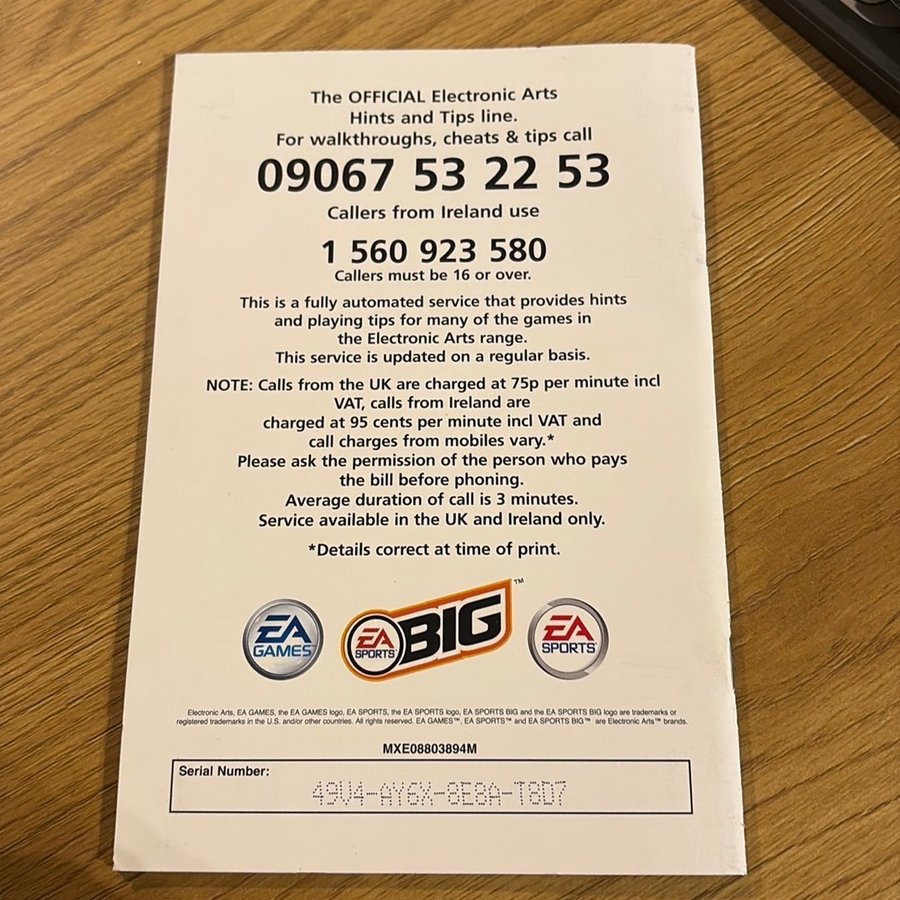 The OFFICIAL Electronic Arts
Hints and Tips line.
For walkthroughs, cheats & tips call
09067 53 22 53
Callers from Ireland use
1 560 923 580
Callers must be 16 or over.
This is a fully automated service that provides hints
and playing tips for many of the games in
the Electronic Arts range.
This service is updated on a regular basis.
NOTE: Calls from the UK are charged at 75p per minute incl
VAT, calls from Ireland are
charged at 95 cents per minute incl VAT and
call charges from mobiles vary.*
Please ask the permission of the person who pays
the bill before phoning.
Average duration of call is 3 minutes.
Service available in the UK and Ireland only.
*Details correct at time of print.
EA GAMES
EA SPORTS BIG™
EA SPORTS™
Electronic Arts, EA GAMES, the EA GAMES logo, EA SPORTS, the EA SPORTS logo, EA SPORTS BIG and the EA SPORTS BIG logo are trademarks or
registered trademarks in the U.S. and/or other countries. All rights reserved. EA GAMES™, EA SPORTS™ and EA SPORTS BIG™ are Electronic Arts™ brands.
MXE08803894M
Serial Number:
49V4-AY6X-8E8A-T8D7